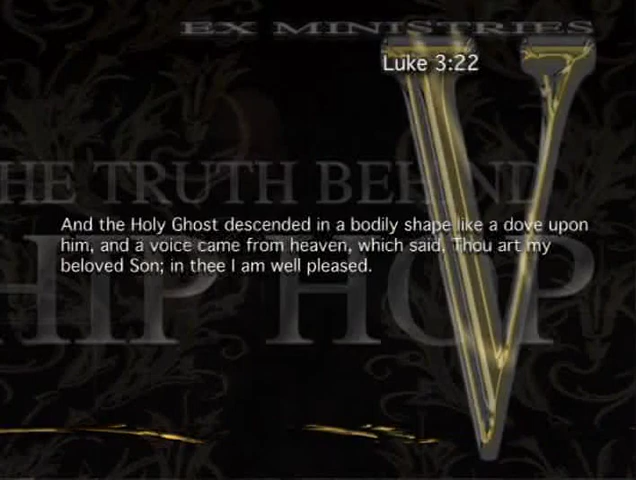 EX MINISTRIES
Luke 3:22
THE TRUTH BEHIND
And the Holy Ghost descended in a bodily shape like a dove upon
him, and a voice came from heaven, which said, Thou art my
beloved Son; in thee I am well pleased.
HIP HOP
V